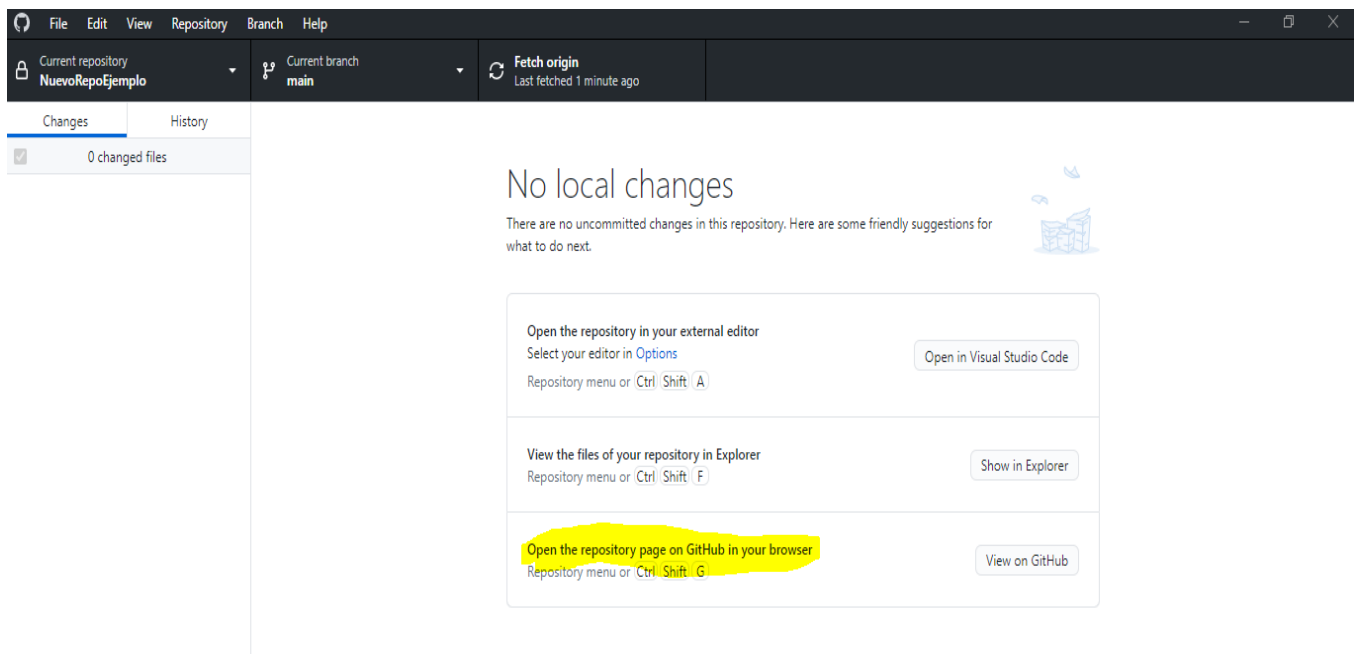 File Edit View Repository Branch Help
Current repository
NuevoRepoEjemplo
Current branch
main
Fetch origin
Last fetched 1 minute ago
Changes History
0 changed files
No local changes
There are no uncommitted changes in this repository. Here are some friendly suggestions for
what to do next.
Open the repository in your external editor
Select your editor in Options
Repository menu or Ctrl Shift A
Open in Visual Studio Code
View the files of your repository in Explorer
Repository menu or Ctrl Shift F
Show in Explorer
Open the repository page on GitHub in your browser
Repository menu or Ctrl Shift G
View on GitHub